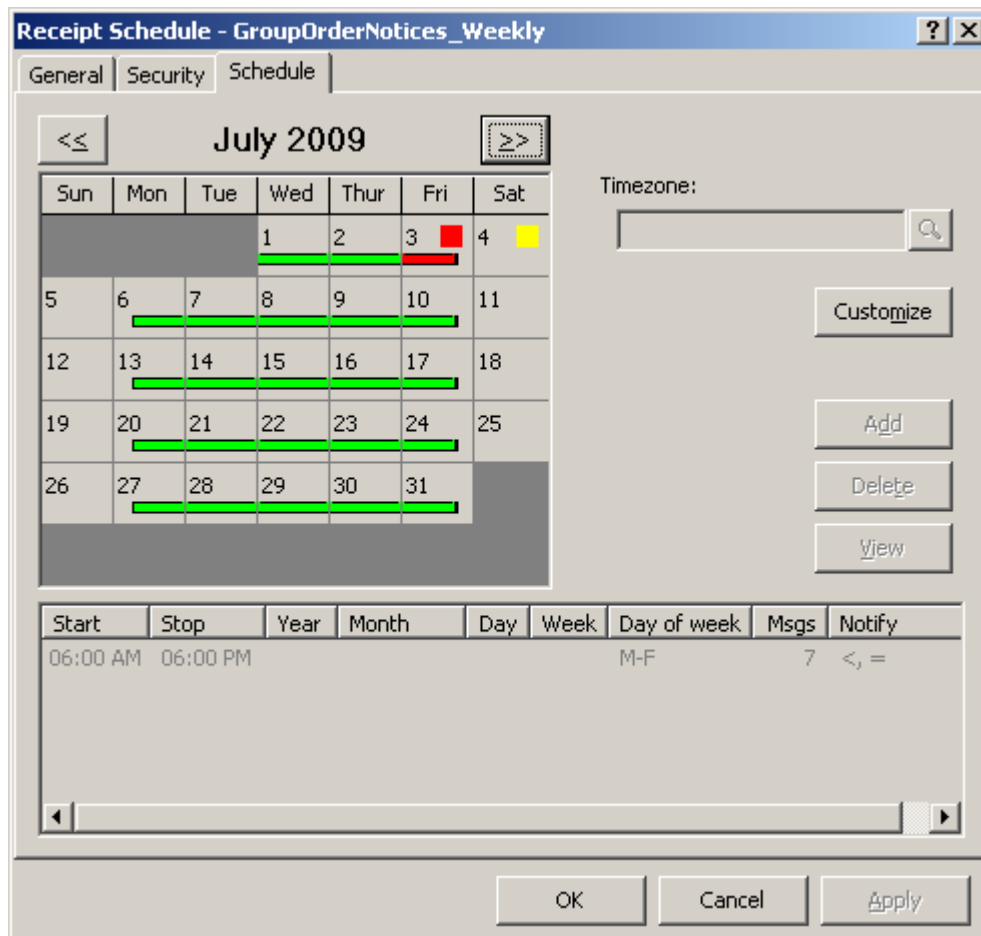 Receipt Schedule - GroupOrderNotices_Weekly ?
General Security Schedule
<< July 2009 >>
Sun Mon Tue Wed Thur Fri Sat
Timezone:
1 2 3 4
5 6 7 8 9 10 11
Customize
12 13 14 15 16 17 18
19 20 21 22 23 24 25
Add
26 27 28 29 30 31
Delete
View
Start Stop Year Month Day Week Day of week Msgs Notify
06:00 AM 06:00 PM M-F 7 <, =
OK Cancel Apply